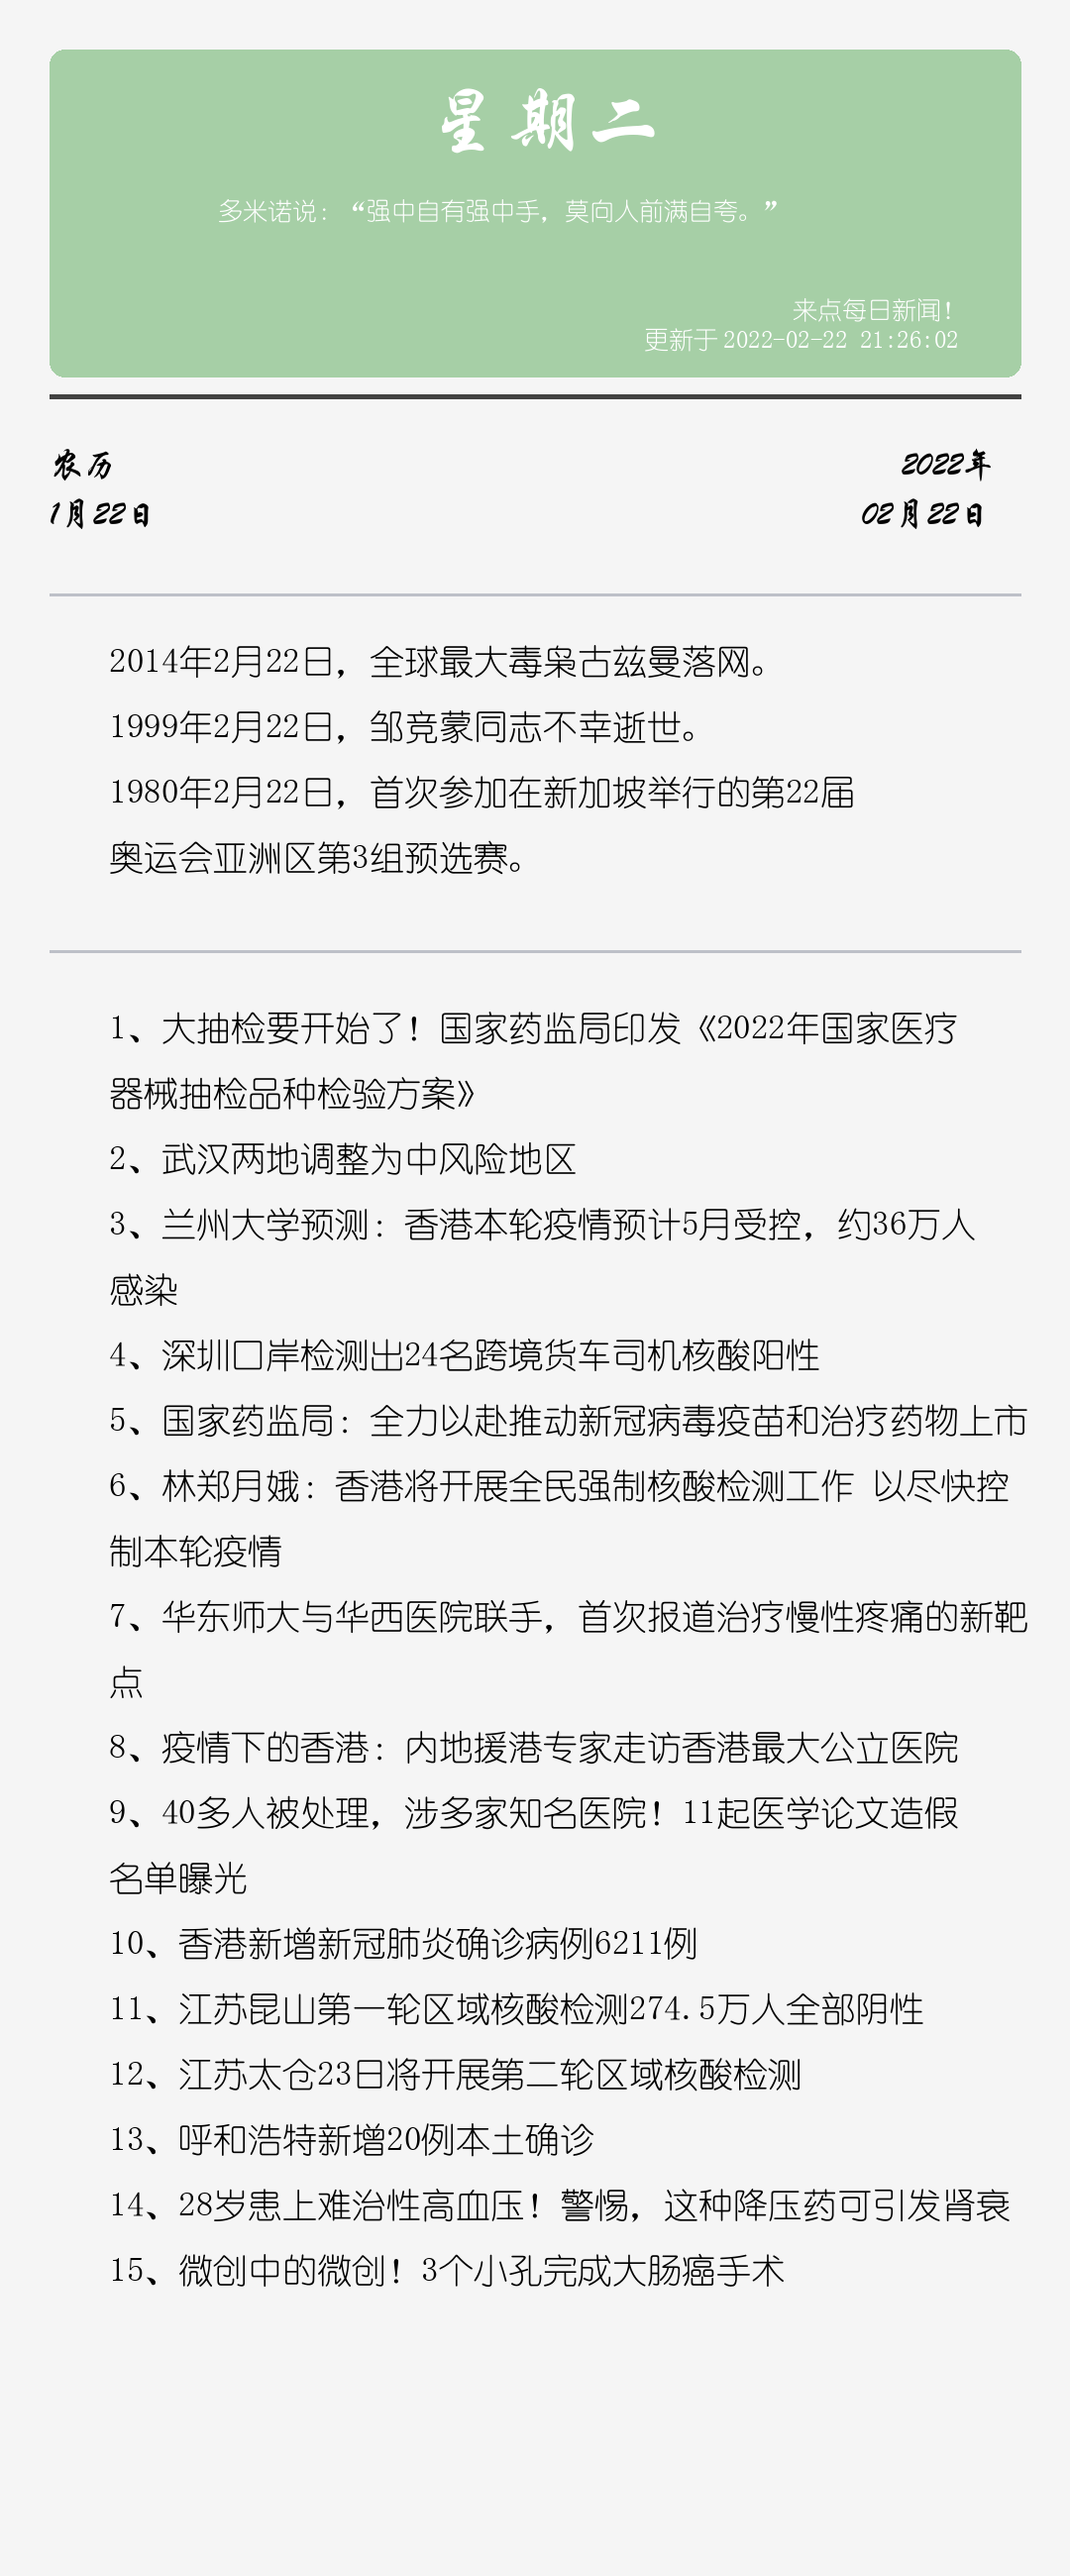 星期二
多米诺说：“强中自有强中手，莫向人前满自夸。”
来点每日新闻！
更新于 2022-02-22 21:26:02
农历
2022年
1月22日
02月22日
2014年2月22日，全球最大毒枭古兹曼落网。
1999年2月22日，邹竞蒙同志不幸逝世。
1980年2月22日，首次参加在新加坡举行的第22届
奥运会亚洲区第3组预选赛。
1、大抽检要开始了！国家药监局印发《2022年国家医疗
器械抽检品种检验方案》
2、武汉两地调整为中风险地区
3、兰州大学预测：香港本轮疫情预计5月受控，约36万人
感染
4、深圳口岸检测出24名跨境货车司机核酸阳性
5、国家药监局：全力以赴推动新冠病毒疫苗和治疗药物上市
6、林郑月娥：香港将开展全民强制核酸检测工作 以尽快控
制本轮疫情
7、华东师大与华西医院联手，首次报道治疗慢性疼痛的新靶
点
8、疫情下的香港：内地援港专家走访香港最大公立医院
9、40多人被处理，涉多家知名医院！11起医学论文造假
名单曝光
10、香港新增新冠肺炎确诊病例6211例
11、江苏昆山第一轮区域核酸检测274.5万人全部阴性
12、江苏太仓23日将开展第二轮区域核酸检测
13、呼和浩特新增20例本土确诊
14、28岁患上难治性高血压！警惕，这种降压药可引发肾衰
15、微创中的微创！3个小孔完成大肠癌手术